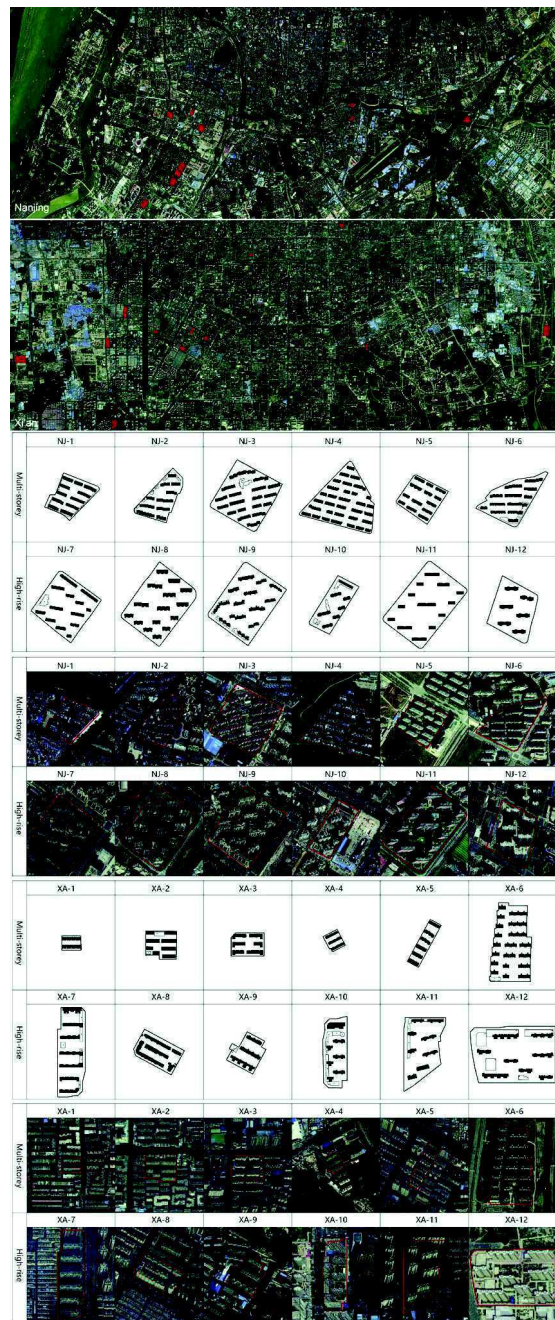 Nanjing
Xi'an
NJ-1 NJ-2 NJ-3 NJ-4 NJ-5 NJ-6
Multi-storey
NJ-7 NJ-8 NJ-9 NJ-10 NJ-11 NJ-12
High-rise
NJ-1 NJ-2 NJ-3 NJ-4 NJ-5 NJ-6
Multi-storey
NJ-7 NJ-8 NJ-9 NJ-10 NJ-11 NJ-12
High-rise
XA-1 XA-2 XA-3 XA-4 XA-5 XA-6
Multi-storey
XA-7 XA-8 XA-9 XA-10 XA-11 XA-12
High-rise
XA-1 XA-2 XA-3 XA-4 XA-5 XA-6
Multi-storey
XA-7 XA-8 XA-9 XA-10 XA-11 XA-12
High-rise